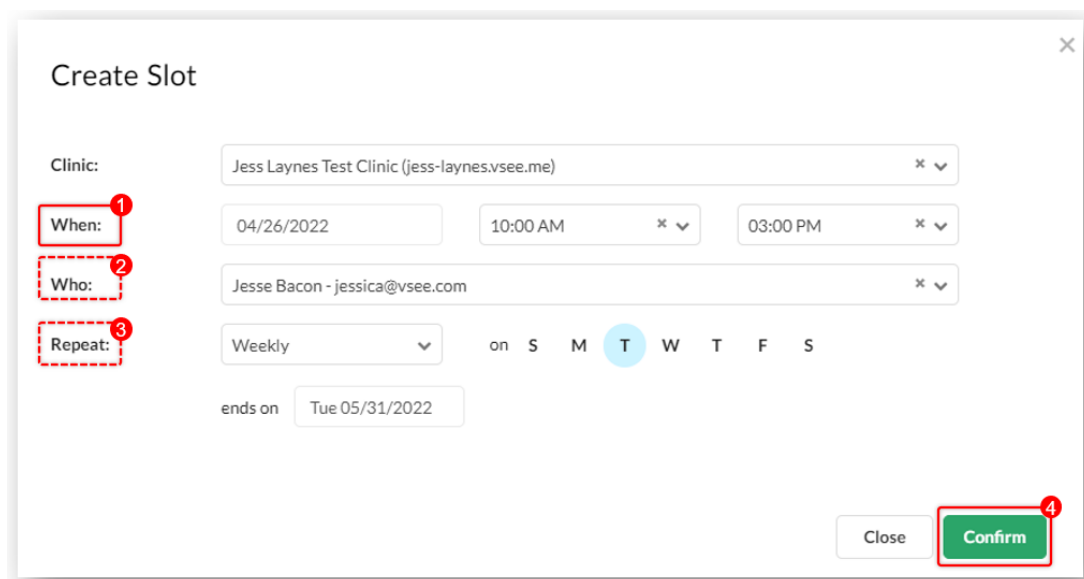 Create Slot
Clinic: Jess Laynes Test Clinic (jess-laynes.vsee.me)
1
When: 04/26/2022 10:00 AM 03:00 PM
2
Who: Jesse Bacon - jessica@vsee.com
3
Repeat: Weekly on S M T W T F S
ends on Tue 05/31/2022
4
Close Confirm